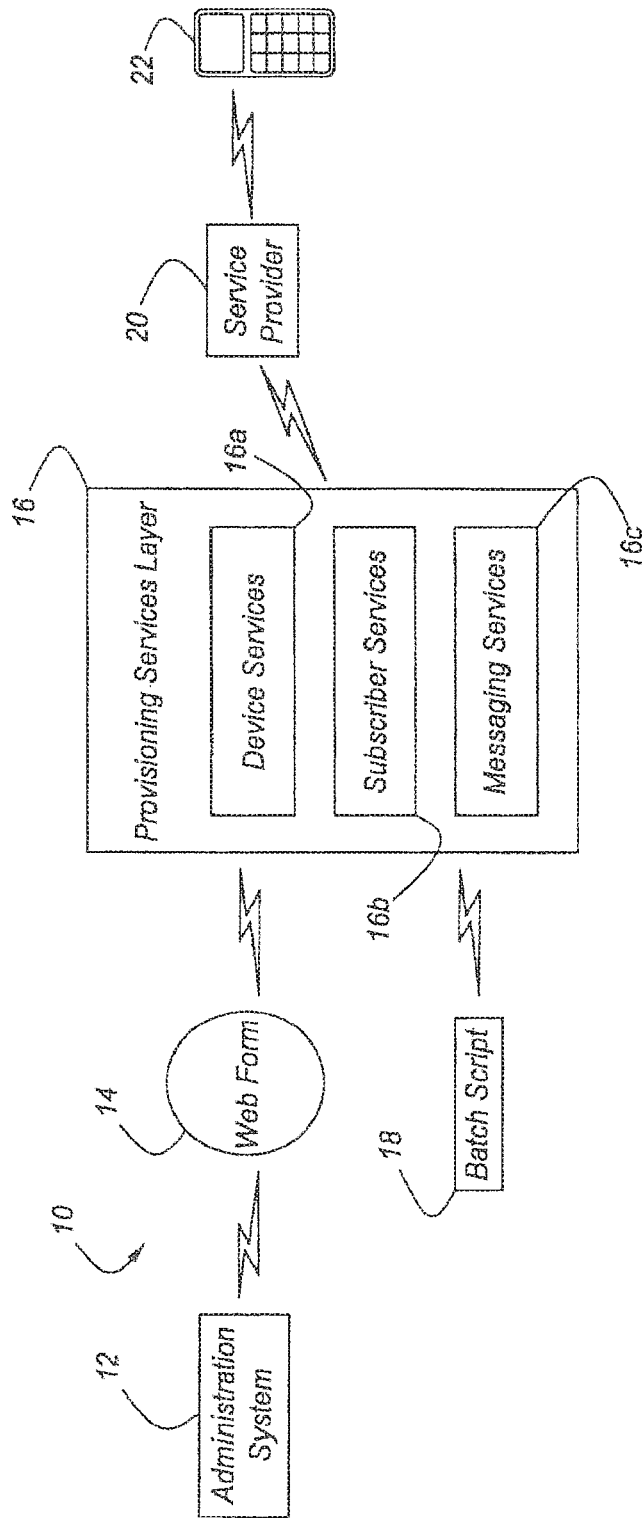 10
12
Administration
System
14
Web Form
18
Batch Script
16
Provisioning Services Layer
Device Services
16a
Subscriber Services
16b
Messaging Services
16c
20
Service
Provider
22